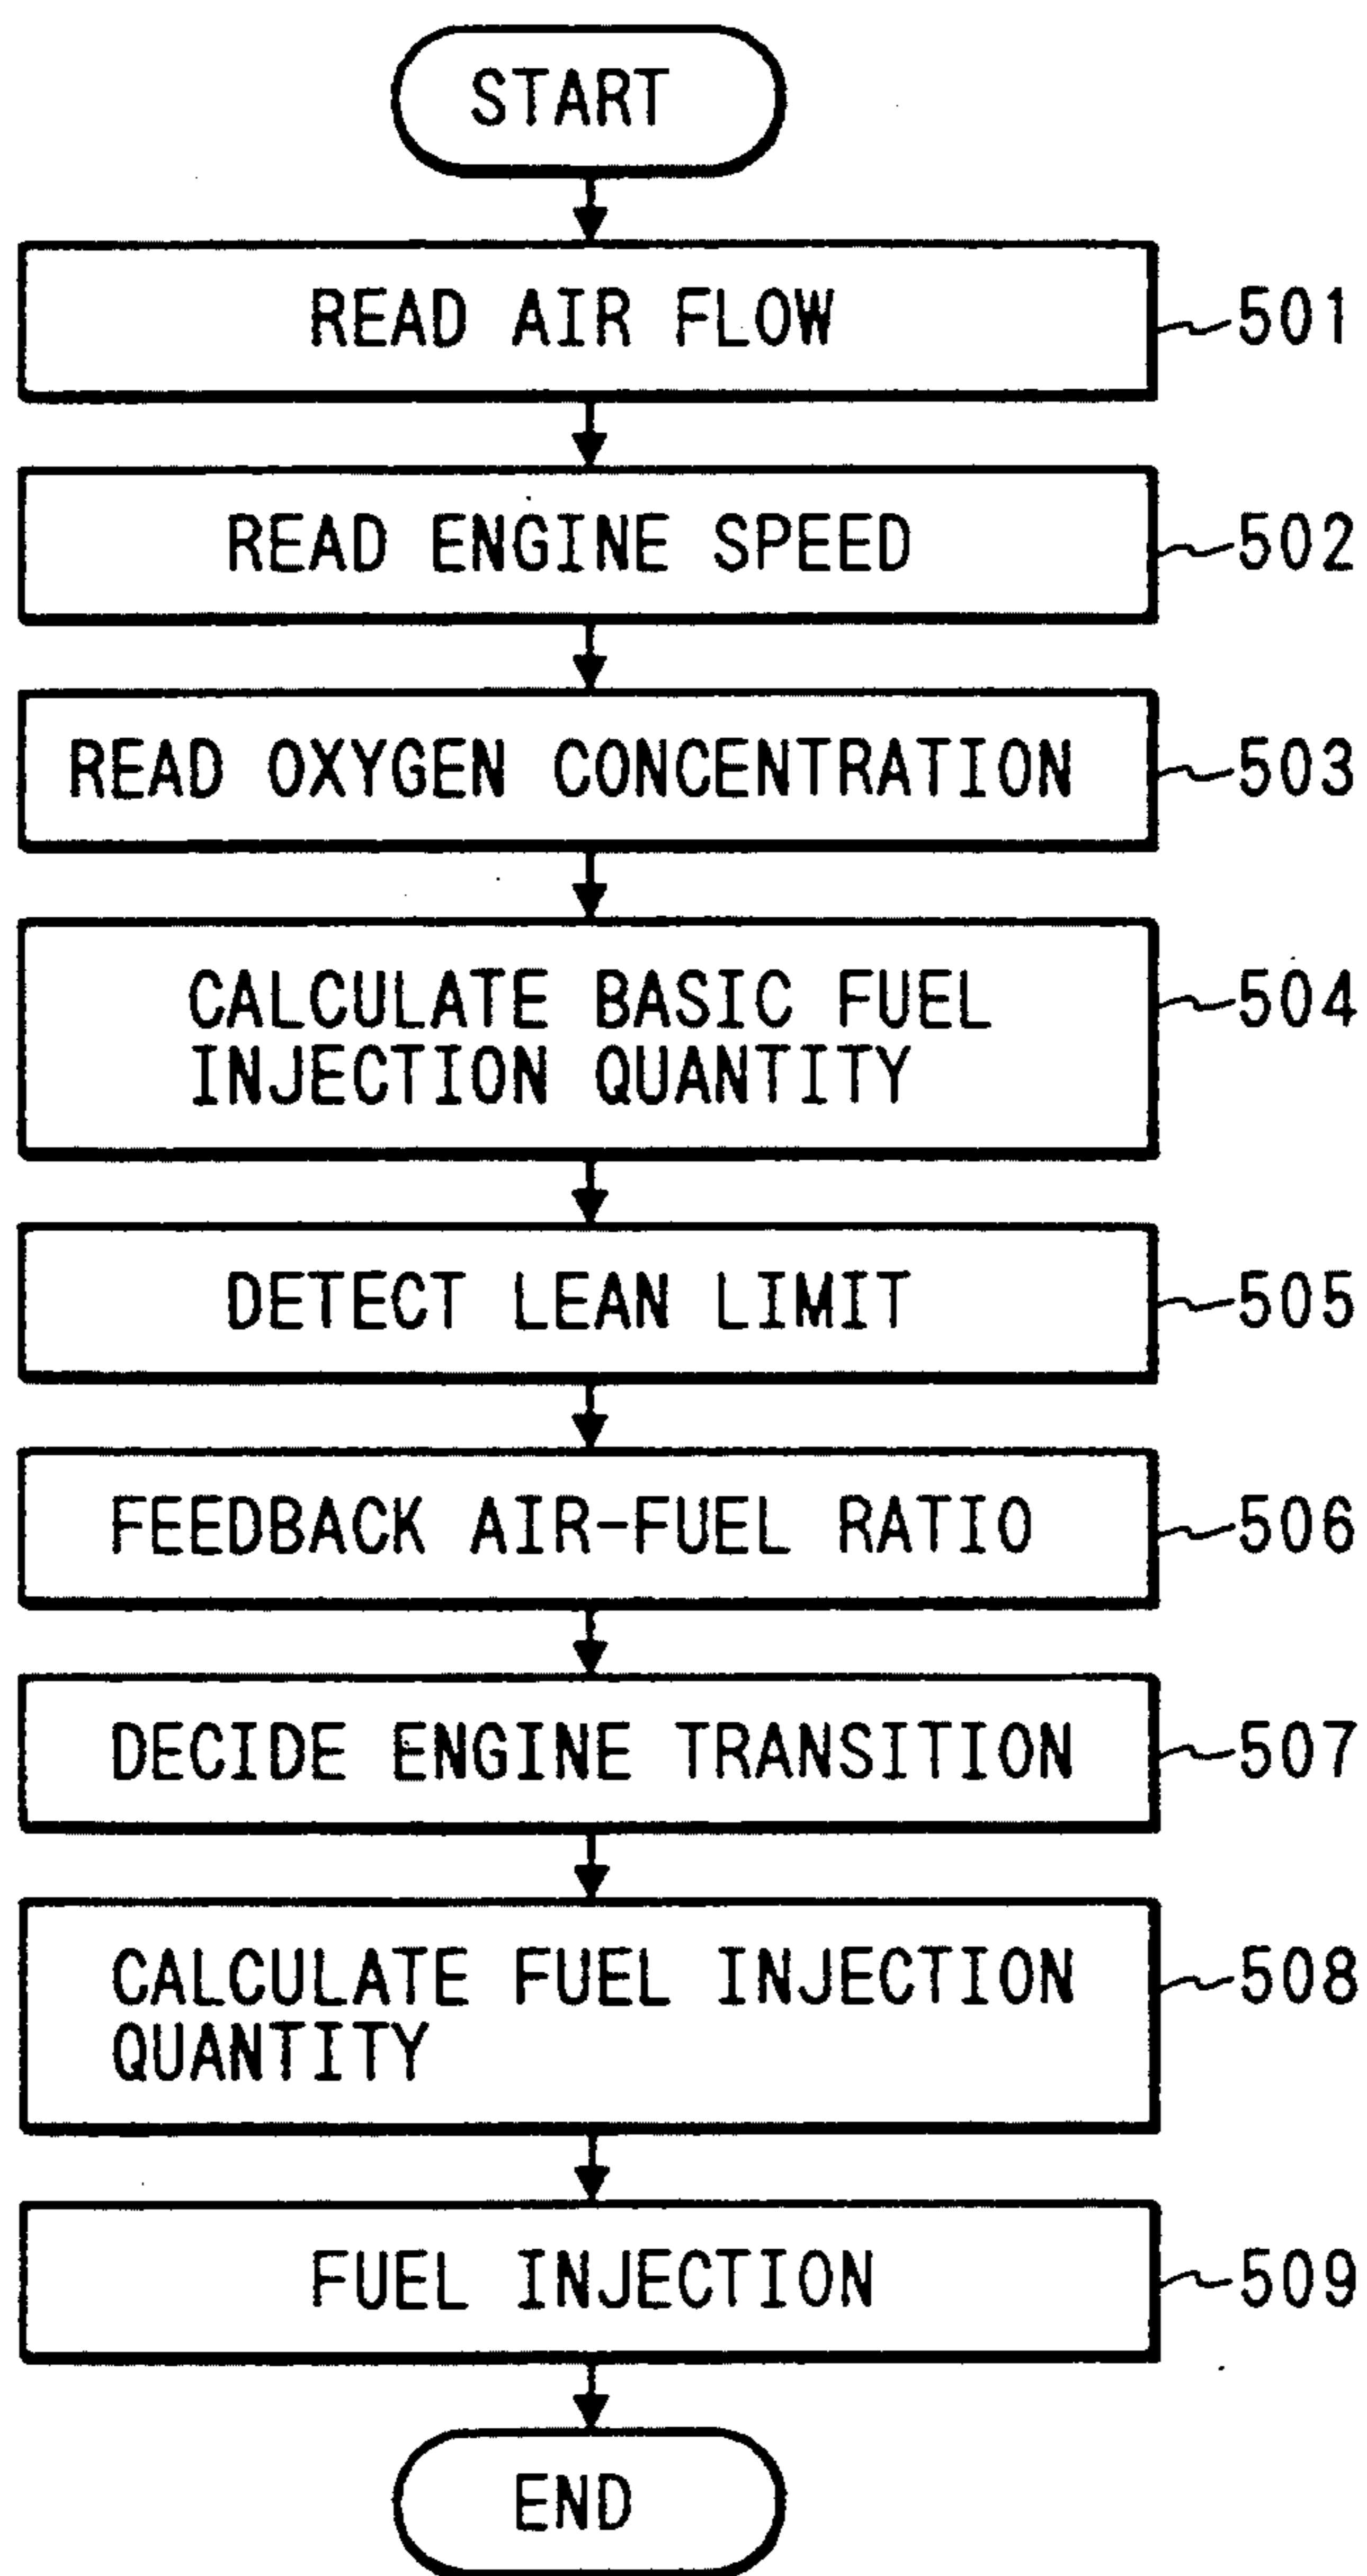 START
READ AIR FLOW
501
READ ENGINE SPEED
502
READ OXYGEN CONCENTRATION
503
CALCULATE BASIC FUEL
INJECTION QUANTITY
504
DETECT LEAN LIMIT
505
FEEDBACK AIR-FUEL RATIO
506
DECIDE ENGINE TRANSITION
507
CALCULATE FUEL INJECTION
QUANTITY
508
FUEL INJECTION
509
END